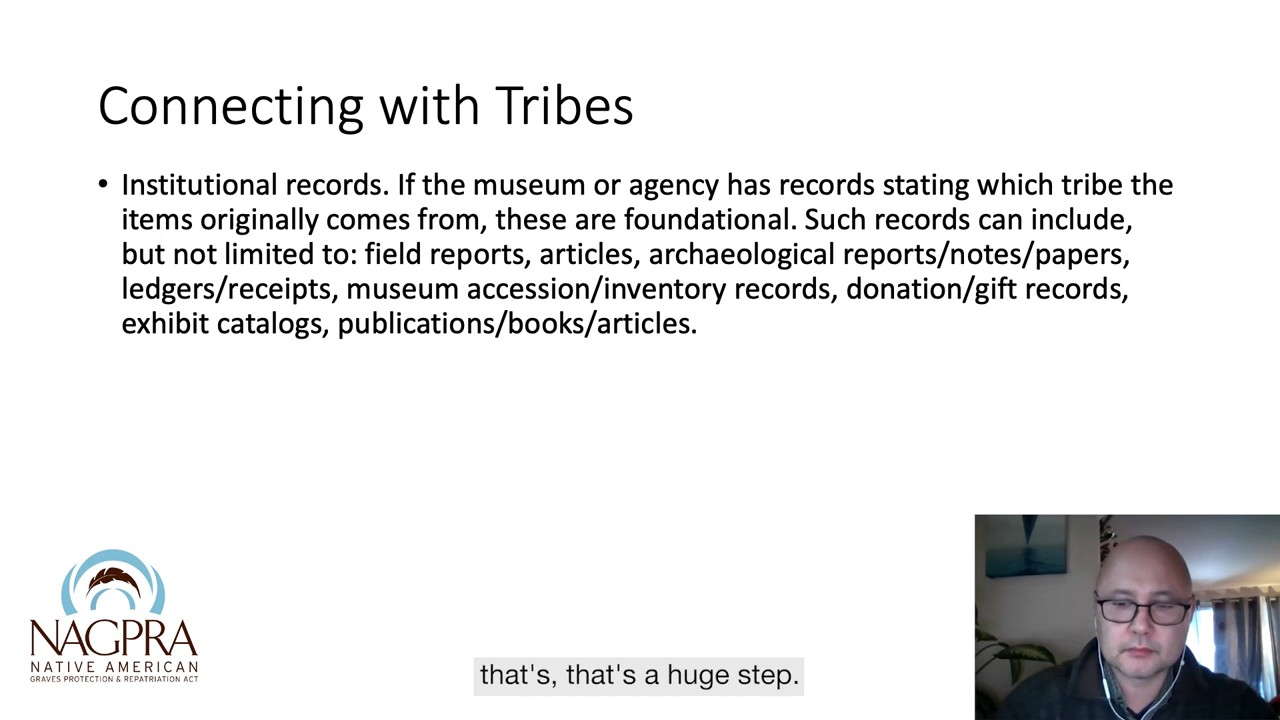 Connecting with Tribes
• Institutional records. If the museum or agency has records stating which tribe the
items originally comes from, these are foundational. Such records can include,
but not limited to: field reports, articles, archaeological reports/notes/papers,
ledgers/receipts, museum accession/inventory records, donation/gift records,
exhibit catalogs, publications/books/articles.
NAGPRA
NATIVE AMERICAN
GRAVES PROTECTION & REPATRIATION ACT
that's, that's a huge step.